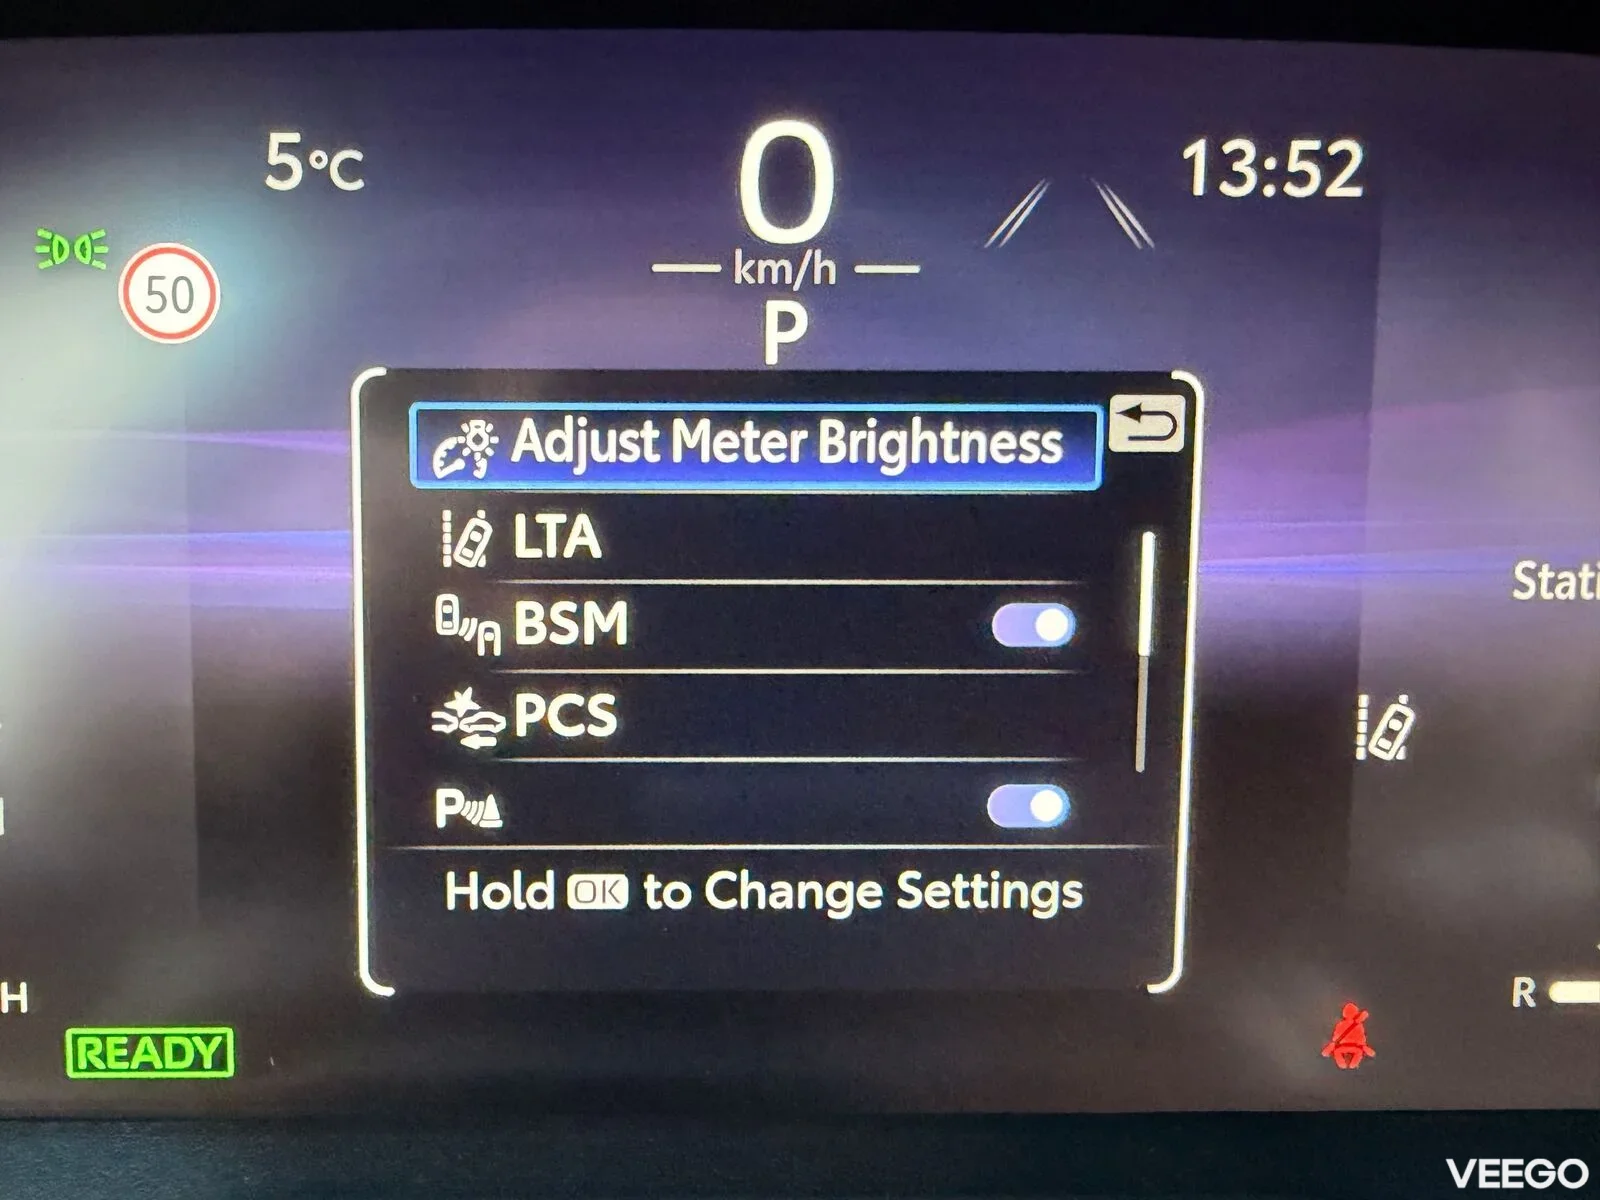 5°C
0
13:52
km/h
50
P
Adjust Meter Brightness
LTA
BSM
Stati
PCS
P
Hold OK to Change Settings
H
R
READY
VEEGO